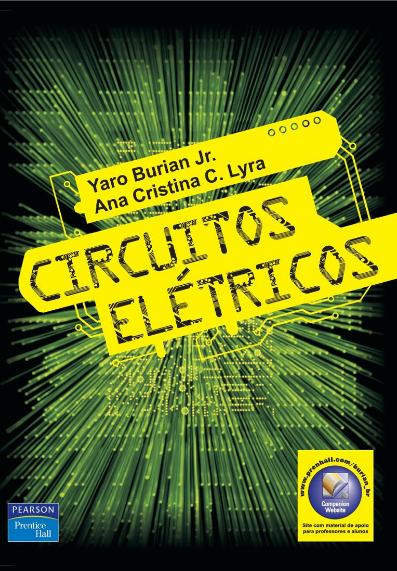 Yaro Burian Jr.
Ana Cristina C. Lyra
CIRCUITOS
ELÉTRICOS
www.prenhall.com/burian_br
Companion
Website
Site com material de apoio
para professores e alunos
PEARSON
Prentice
Hall